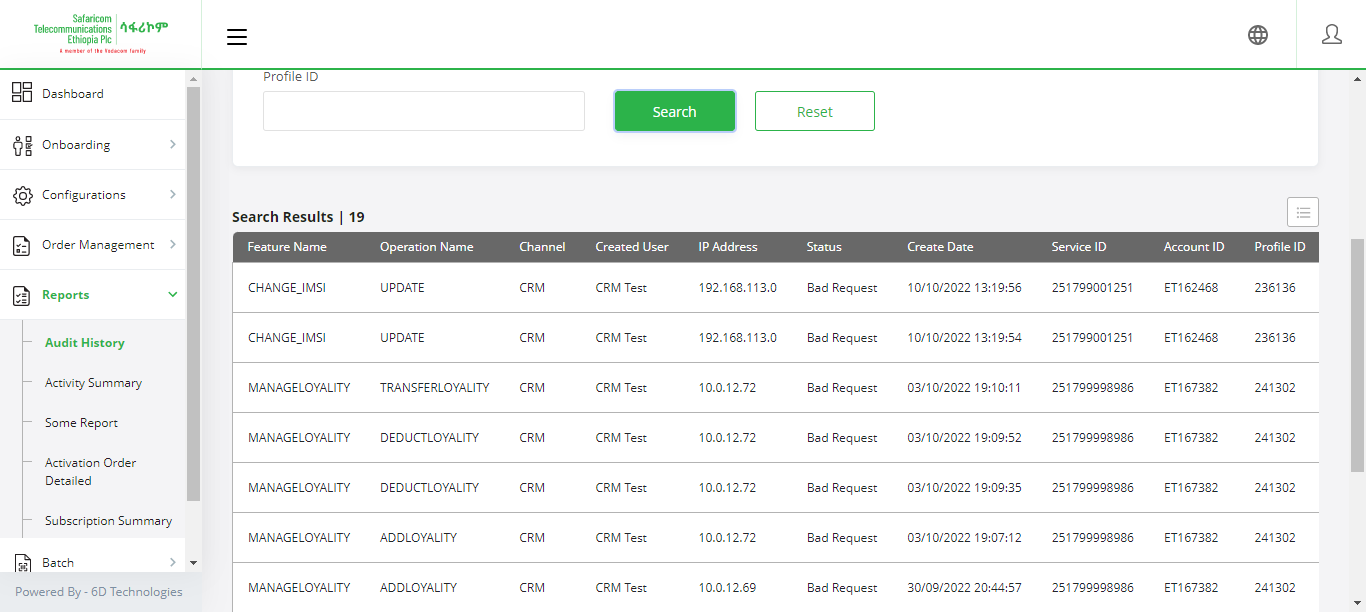 Safaricom
Telecommunications
Ethiopia Plc
ሳፋሪኮም
A member of the Vodacom family
Profile ID
Search
Reset
Dashboard
Onboarding
Configurations
Order Management
Reports
Audit History
Activity Summary
Some Report
Activation Order
Detailed
Subscription Summary
Batch
Powered By - 6D Technologies
Search Results | 19
Feature Name Operation Name Channel Created User IP Address Status Create Date Service ID Account ID Profile ID
CHANGE_IMSI UPDATE CRM CRM Test 192.168.113.0 Bad Request 10/10/2022 13:19:56 251799001251 ET162468 236136
CHANGE_IMSI UPDATE CRM CRM Test 192.168.113.0 Bad Request 10/10/2022 13:19:54 251799001251 ET162468 236136
MANAGELOYALITY TRANSFERLOYALITY CRM CRM Test 10.0.12.72 Bad Request 03/10/2022 19:10:11 251799998986 ET167382 241302
MANAGELOYALITY DEDUCTLOYALITY CRM CRM Test 10.0.12.72 Bad Request 03/10/2022 19:09:52 251799998986 ET167382 241302
MANAGELOYALITY DEDUCTLOYALITY CRM CRM Test 10.0.12.72 Bad Request 03/10/2022 19:09:35 251799998986 ET167382 241302
MANAGELOYALITY ADDLOYALITY CRM CRM Test 10.0.12.72 Bad Request 03/10/2022 19:07:12 251799998986 ET167382 241302
MANAGELOYALITY ADDLOYALITY CRM CRM Test 10.0.12.69 Bad Request 30/09/2022 20:44:57 251799998986 ET167382 241302